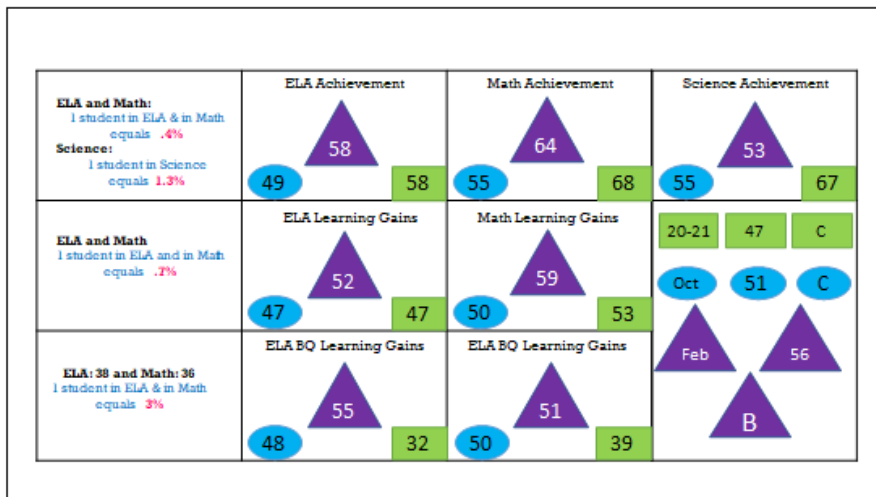 ELA and Math:
1 student in ELA & in Math
equals .4%
Science:
1 student in Science
equals 1.3%
ELA Achievement
58
49
58
Math Achievement
64
55
68
Science Achievement
53
55
67
ELA and Math
1 student in ELA and in Math
equals .7%
ELA Learning Gains
52
47
47
Math Learning Gains
59
50
53
20-21
47
C
Oct
51
C
Feb
56
B
ELA: 38 and Math: 36
1 student in ELA & in Math
equals 3%
ELA BQ Learning Gains
55
48
32
ELA BQ Learning Gains
51
50
39